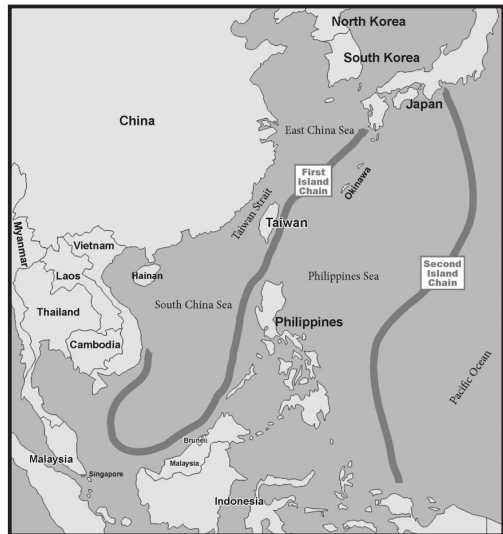 North Korea
South Korea
Japan
China
East China Sea
First
Island
Chain
Okinawa
Taiwan Strait
Taiwan
Myanmar
Vietnam
Laos
Hainan
Thailand
Cambodia
South China Sea
Philippines Sea
Second
Island
Chain
Philippines
Pacific Ocean
Brunei
Malaysia
Malaysia
Singapore
Indonesia